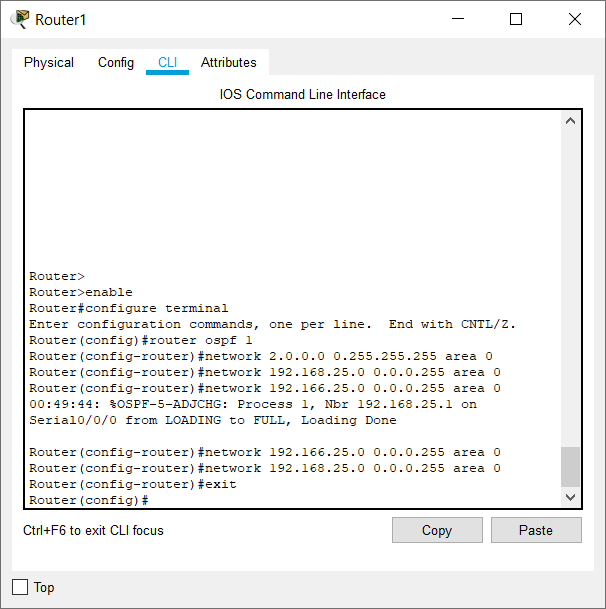 Router1
Physical Config CLI Attributes
IOS Command Line Interface
Router>
Router>enable
Router#configure terminal
Enter configuration commands, one per line.  End with CNTL/Z.
Router(config)#router ospf 1
Router(config-router)#network 2.0.0.0 0.255.255.255 area 0
Router(config-router)#network 192.168.25.0 0.0.0.255 area 0
Router(config-router)#network 192.166.25.0 0.0.0.255 area 0
00:49:44: %OSPF-5-ADJCHG: Process 1, Nbr 192.168.25.1 on
Serial0/0/0 from LOADING to FULL, Loading Done
Router(config-router)#network 192.166.25.0 0.0.0.255 area 0
Router(config-router)#network 192.168.25.0 0.0.0.255 area 0
Router(config-router)#exit
Router(config)#
Ctrl+F6 to exit CLI focus Copy Paste
Top